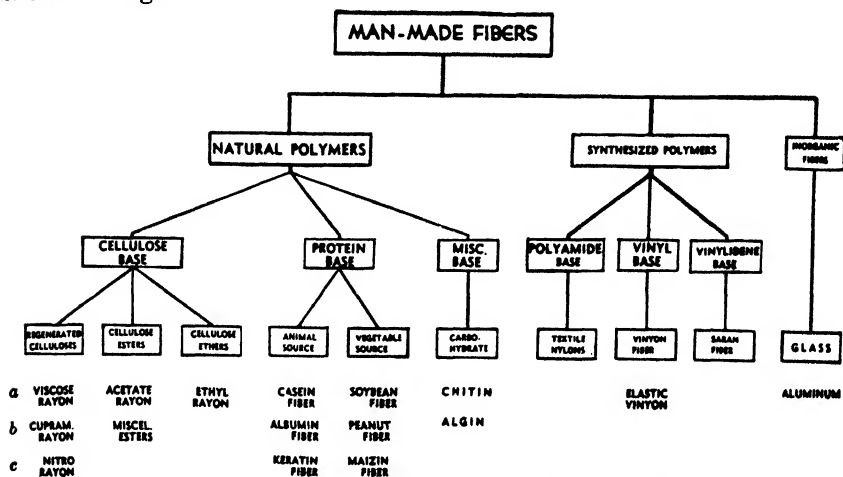 MAN-MADE FIBERS
NATURAL POLYMERS
SYNTHESIZED POLYMERS
INORGANIC
FIBERS
CELLULOSE
BASE
PROTEIN
BASE
MISC.
BASE
POLYAMIDE
BASE
VINYL
BASE
VINYLIDENE
BASE
REGENERATED
CELLULOSES
CELLULOSE
ESTERS
CELLULOSE
ETHERS
ANIMAL
SOURCE
VEGETABLE
SOURCE
CARBO-
HYDRATE
TEXTILE
NYLONS
VINYON
FIBER
SARAN
FIBER
GLASS
a VISCOSE
RAYON
ACETATE
RAYON
ETHYL
RAYON
CASEIN
FIBER
SOYBEAN
FIBER
CHITIN
ELASTIC
VINYON
ALUMINUM
b CUPRAM.
RAYON
MISCEL.
ESTERS
ALBUMIN
FIBER
PEANUT
FIBER
ALGIN
c NITRO
RAYON
KERATIN
FIBER
MAIZIN
FIBER